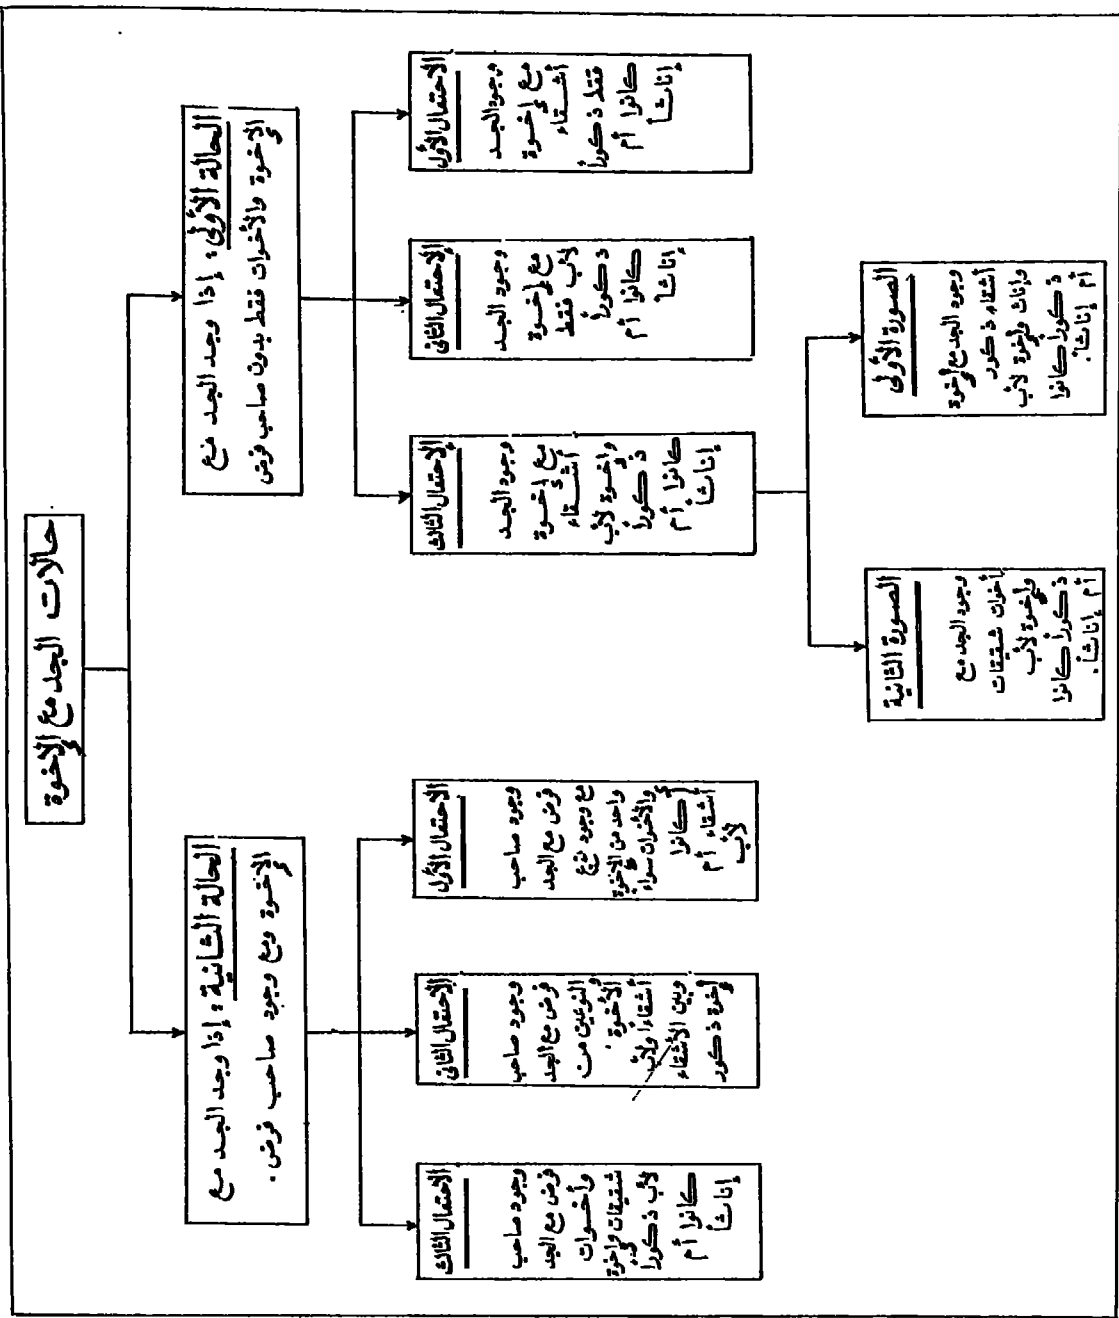 حالات الجد مع الإخوة
الحالة الأولى: إذا وجد الجد مع
الإخوة والأخوات فقط بدون صاحب فرض
الاحتمال الأول
وجود الجد
مع إخوة
أشقاء
فقط ذكوراً
كانوا أم
إناثاً
الإحتمال الثاني
وجود الجد
مع إخوة
لأب فقط
ذكوراً
كانوا أم
إناثاً
الإحتمال الثالث
وجود الجد
مع إخوة
أشقاء
وإخوة لأب
ذكوراً
كانوا أم
إناثاً
الصورة الأولى
وجود الجد مع إخوة
أشقاء ذكور
وإناث وإخوة لأب
ذكوراً كانوا
أم إناثاً.
الصورة الثانية
وجود الجد مع
أخوات شقيقات
وإخوة لأب
ذكوراً كانوا
أم إناثاً.
الحالة الثانية: إذا وجد الجد مع
الإخوة ومع وجود صاحب فرض.
الاحتمال الأول
وجود صاحب
فرض مع الجد
مع وجود نوع
واحد من الإخوة
والأخوات سواء
أكانوا
أشقاء أم
لأب
الاحتمال الثاني
وجود صاحب
فرض مع الجد
والنوعين من
الأخوة.
أشقاء ولأب
وبين الأشقاء
إخوة ذكور
الاحتمال الثالث
وجود صاحب
فرض مع الجد
وأخوات
شقيقات وإخوة
لأب ذكوراً
كانوا أم
إناثاً